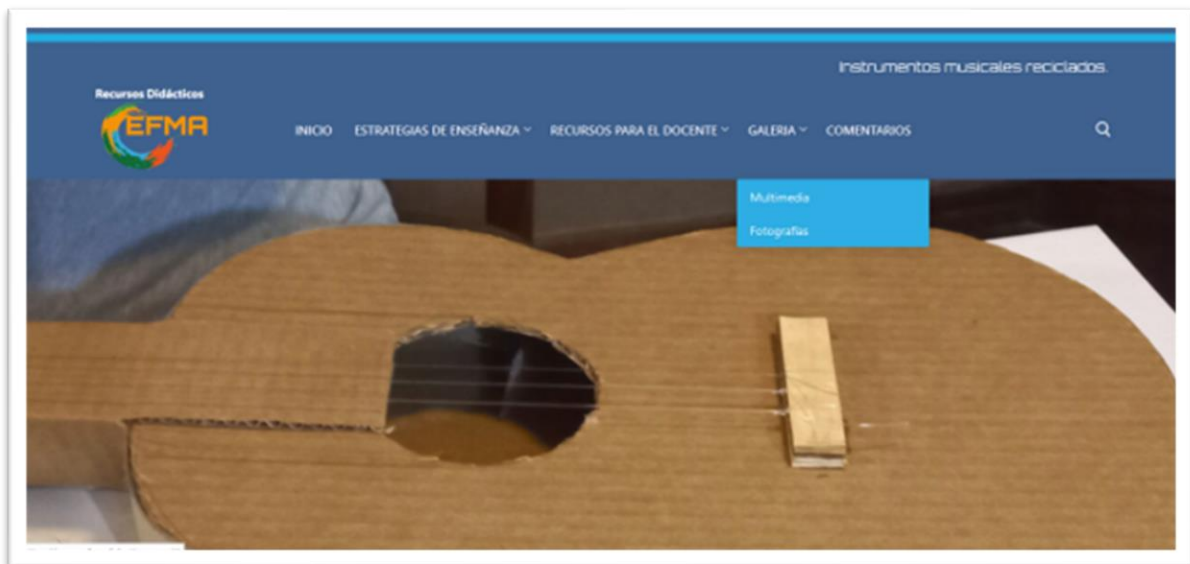 Instrumentos musicales reciclados.
Recursos Didácticos
EFMA
INICIO ESTRATEGIAS DE ENSEÑANZA RECURSOS PARA EL DOCENTE GALERIA COMENTARIOS
Multimedia
Fotografías